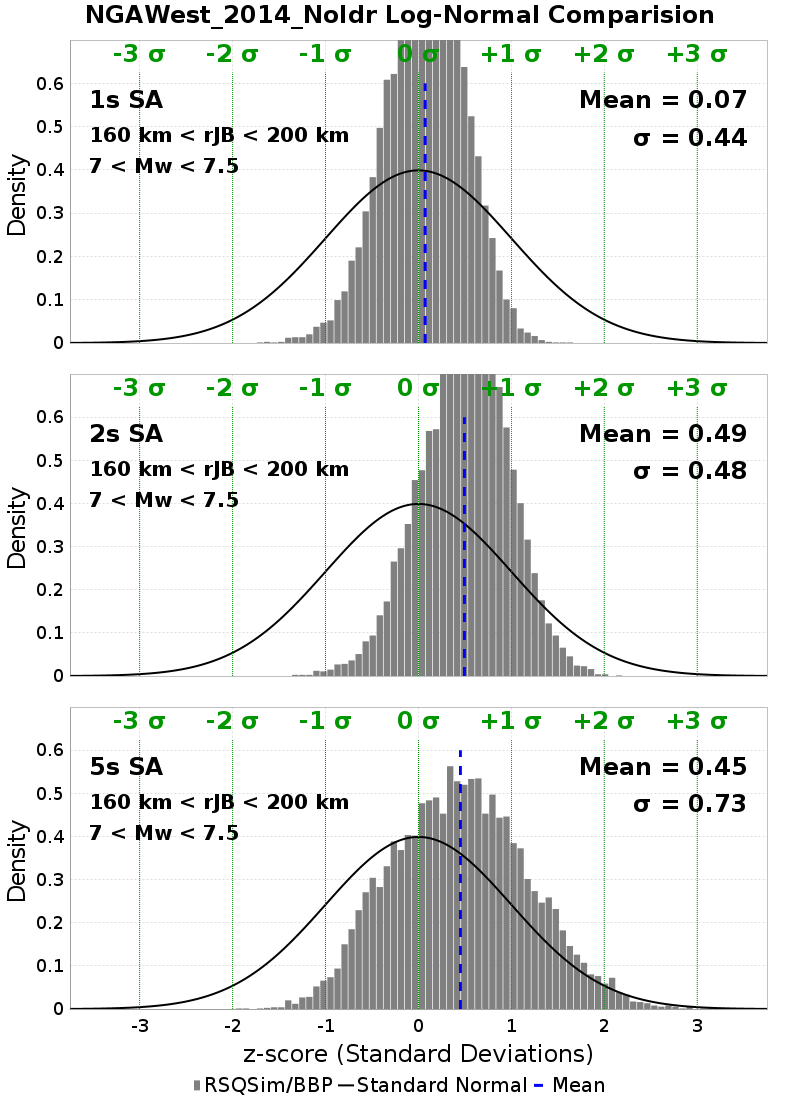 NGAWest_2014_NoIdr Log-Normal Comparision
-3 σ -2 σ -1 σ 0 σ +1 σ +2 σ +3 σ
0.6
1s SA Mean = 0.07
0.5
160 km < rJB < 200 km σ = 0.44
7 < Mw < 7.5
0.4
Density
0.3
0.2
0.1
0
-3 σ -2 σ -1 σ 0 σ +1 σ +2 σ +3 σ
0.6
2s SA Mean = 0.49
0.5
160 km < rJB < 200 km σ = 0.48
7 < Mw < 7.5
0.4
Density
0.3
0.2
0.1
0
-3 σ -2 σ -1 σ 0 σ +1 σ +2 σ +3 σ
0.6
5s SA Mean = 0.45
0.5
160 km < rJB < 200 km σ = 0.73
7 < Mw < 7.5
0.4
Density
0.3
0.2
0.1
0
-3 -2 -1 0 1 2 3
z-score (Standard Deviations)
RSQSim/BBP Standard Normal Mean